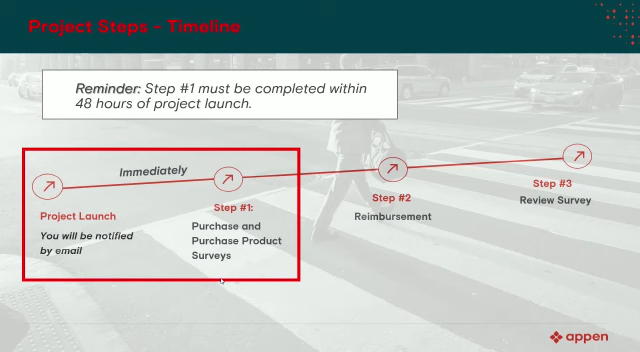 Project Steps - Timeline
Reminder: Step #1 must be completed within
48 hours of project launch.
Immediately
Project Launch
You will be notified
by email
Step #1:
Purchase and
Purchase Product
Surveys
Step #2
Reimbursement
Step #3
Review Survey
appen